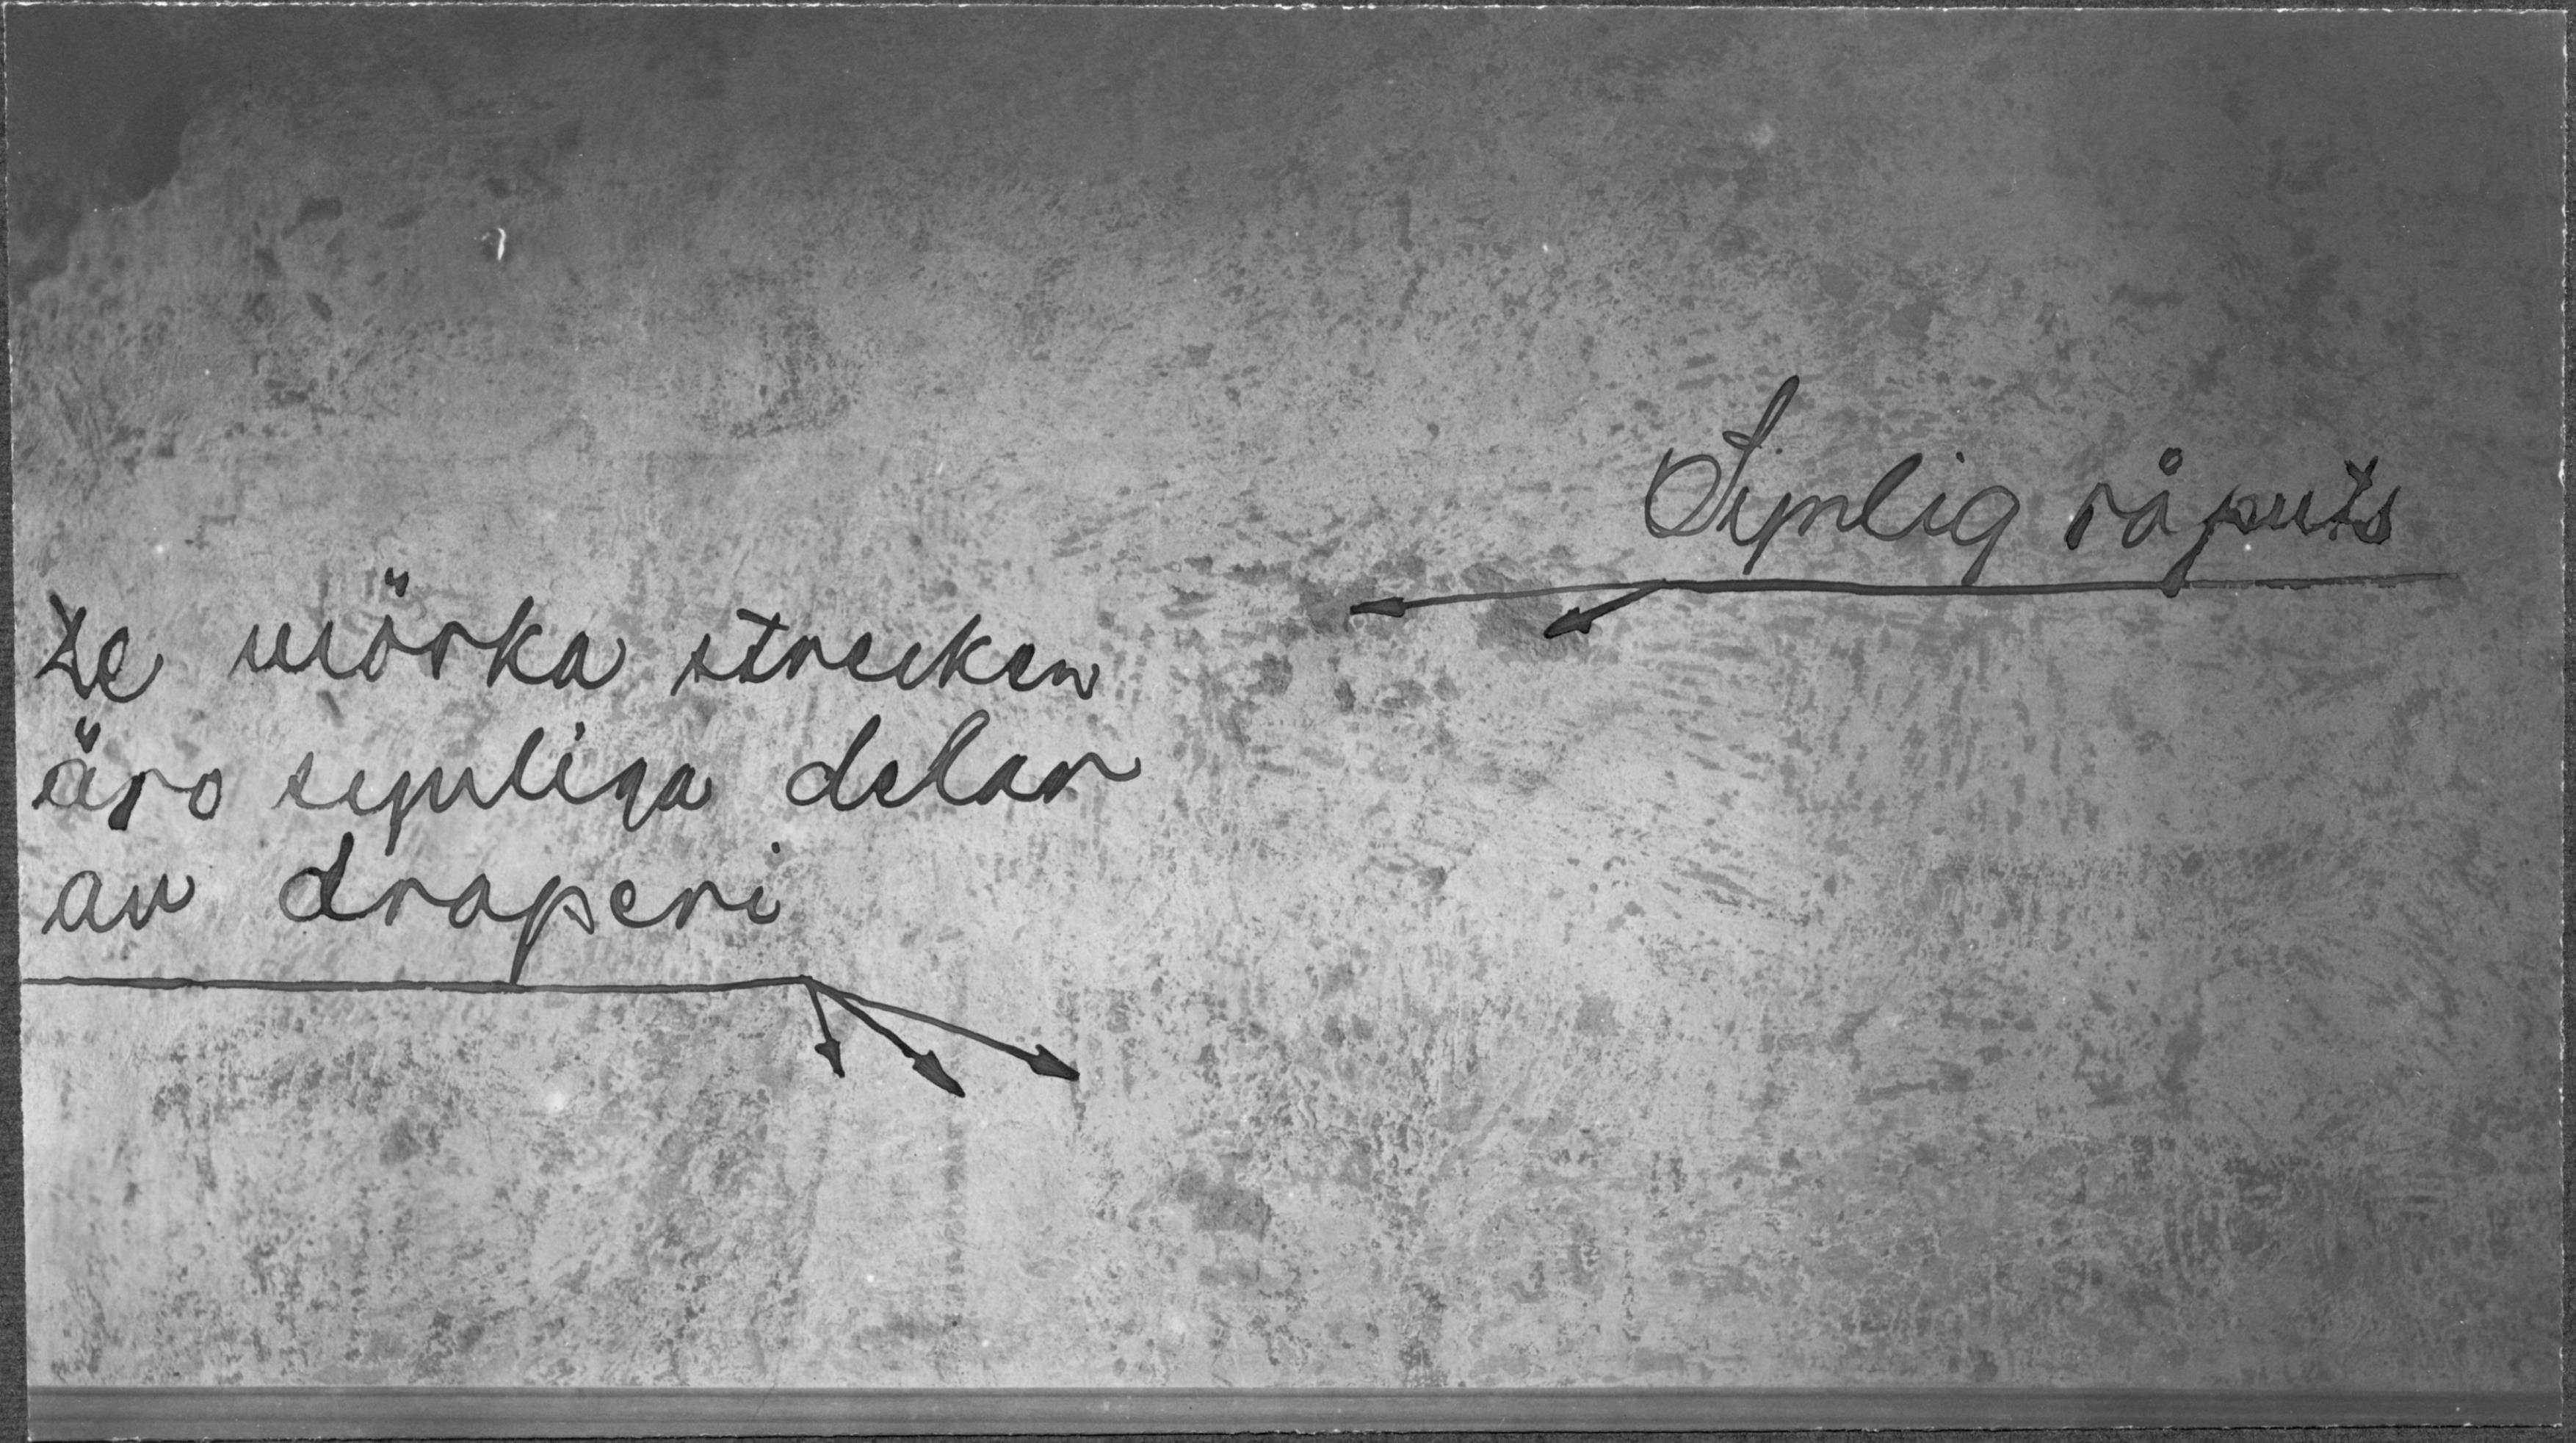 Synlig råputs
De mörka strecken
äro synliga delar
av draperi